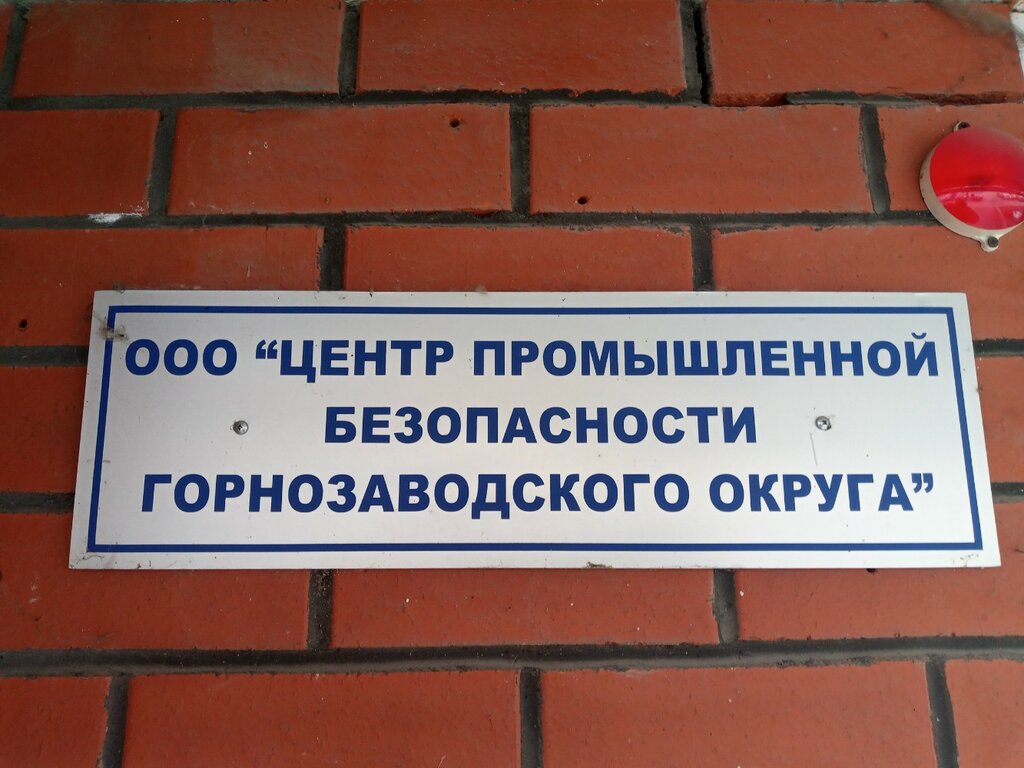 ООО “ЦЕНТР ПРОМЫШЛЕННОЙ
БЕЗОПАСНОСТИ
ГОРНОЗАВОДСКОГО ОКРУГА”